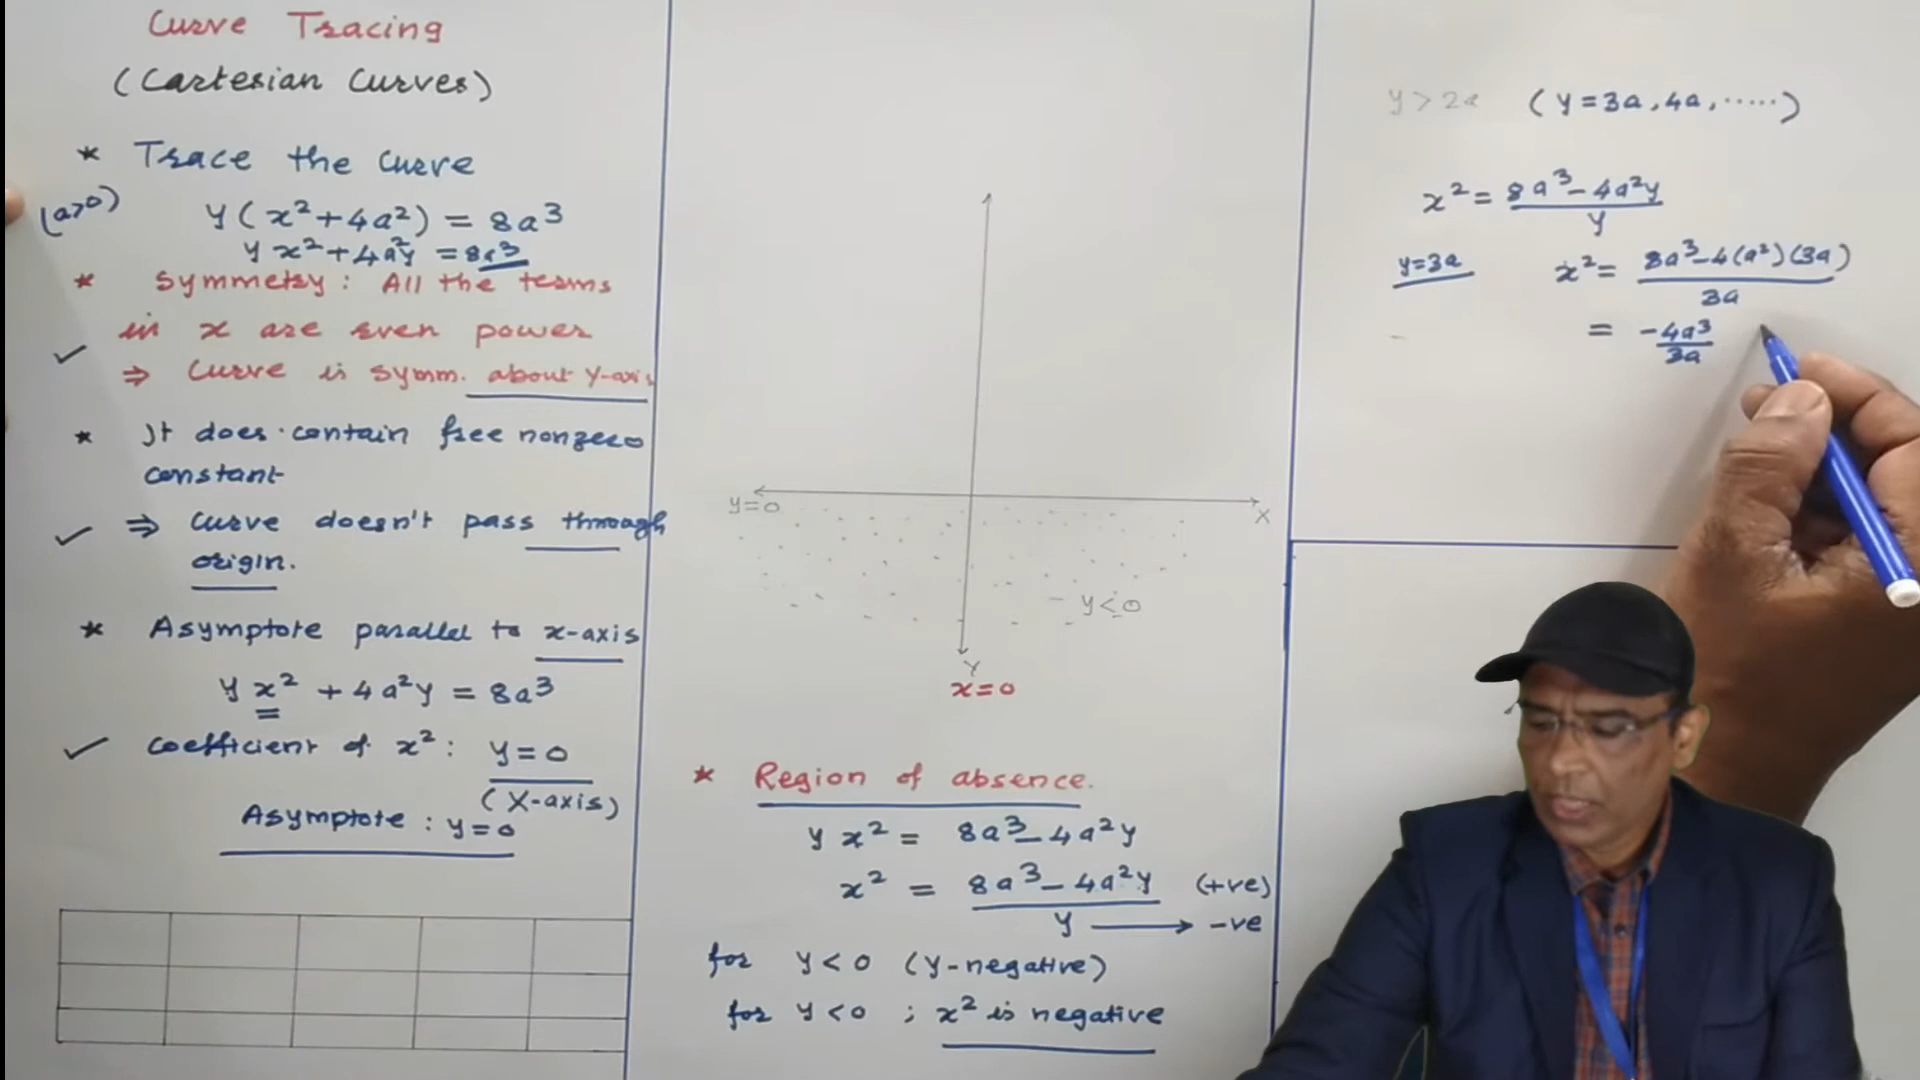 Curve Tracing
(Cartesian Curves)
* Trace the curve
(a>0)
y(x²+4a²) = 8a³
yx²+4a²y = 8a³
* Symmetry: All the terms
in x are even power
✓ ⇒ Curve is symm. about Y-axis
* It does contain free nonzero
constant
✓ ⇒ Curve doesn't pass through
origin.
* Asymptote parallel to x-axis
yx² + 4a²y = 8a³
✓ Coefficient of x²: y=0
(X-axis)
Asymptote : y=0
y=0
X
y<0
Y
x=0
* Region of absence.
yx² = 8a³-4a²y
x² = 8a³-4a²y (+ve)
y ⟶ -ve
for y<0 (y-negative)
for y<0 ; x² is negative
y>2a (y=3a,4a,.....)
x² = 8a³-4a²y
y
y=3a x² = 8a³-4(a²)(3a)
3a
= -4a³
3a